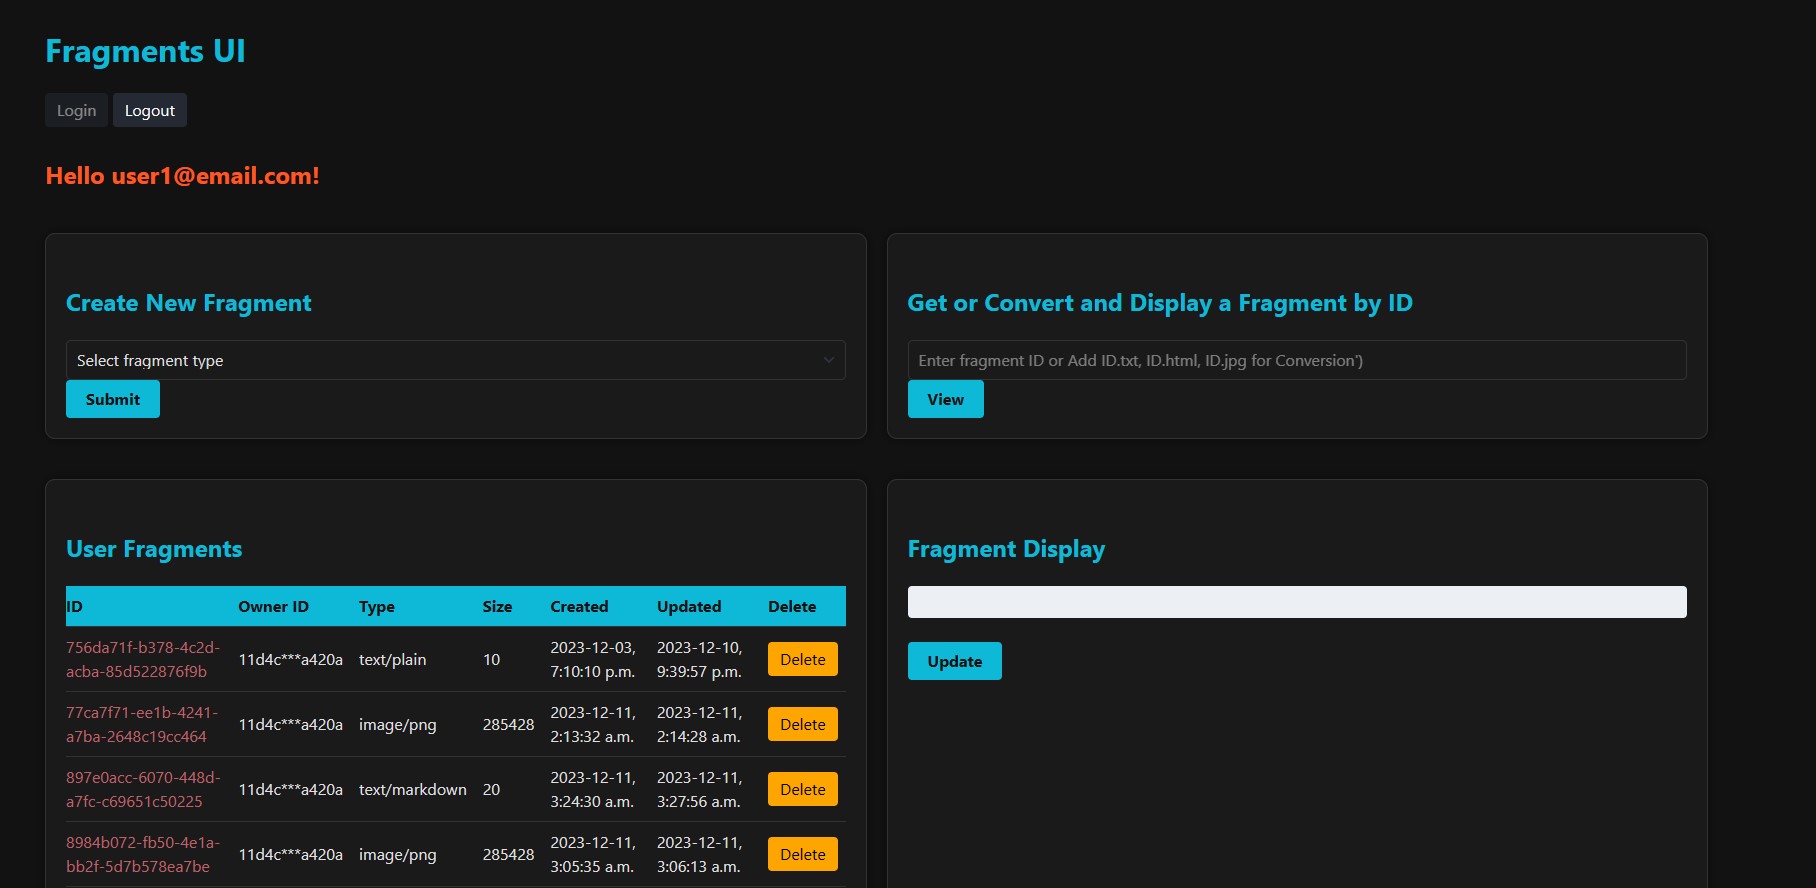 Fragments UI
Login Logout
Hello user1@email.com!
Create New Fragment
Select fragment type
Submit
Get or Convert and Display a Fragment by ID
Enter fragment ID or Add ID.txt, ID.html, ID.jpg for Conversion')
View
User Fragments
ID Owner ID Type Size Created Updated Delete
756da71f-b378-4c2d-
acba-85d522876f9b
11d4c***a420a text/plain 10
2023-12-03,
7:10:10 p.m.
2023-12-10,
9:39:57 p.m.
Delete
77ca7f71-ee1b-4241-
a7ba-2648c19cc464
11d4c***a420a image/png 285428
2023-12-11,
2:13:32 a.m.
2023-12-11,
2:14:28 a.m.
Delete
897e0acc-6070-448d-
a7fc-c69651c50225
11d4c***a420a text/markdown 20
2023-12-11,
3:24:30 a.m.
2023-12-11,
3:27:56 a.m.
Delete
8984b072-fb50-4e1a-
bb2f-5d7b578ea7be
11d4c***a420a image/png 285428
2023-12-11,
3:05:35 a.m.
2023-12-11,
3:06:13 a.m.
Delete
Fragment Display
Update